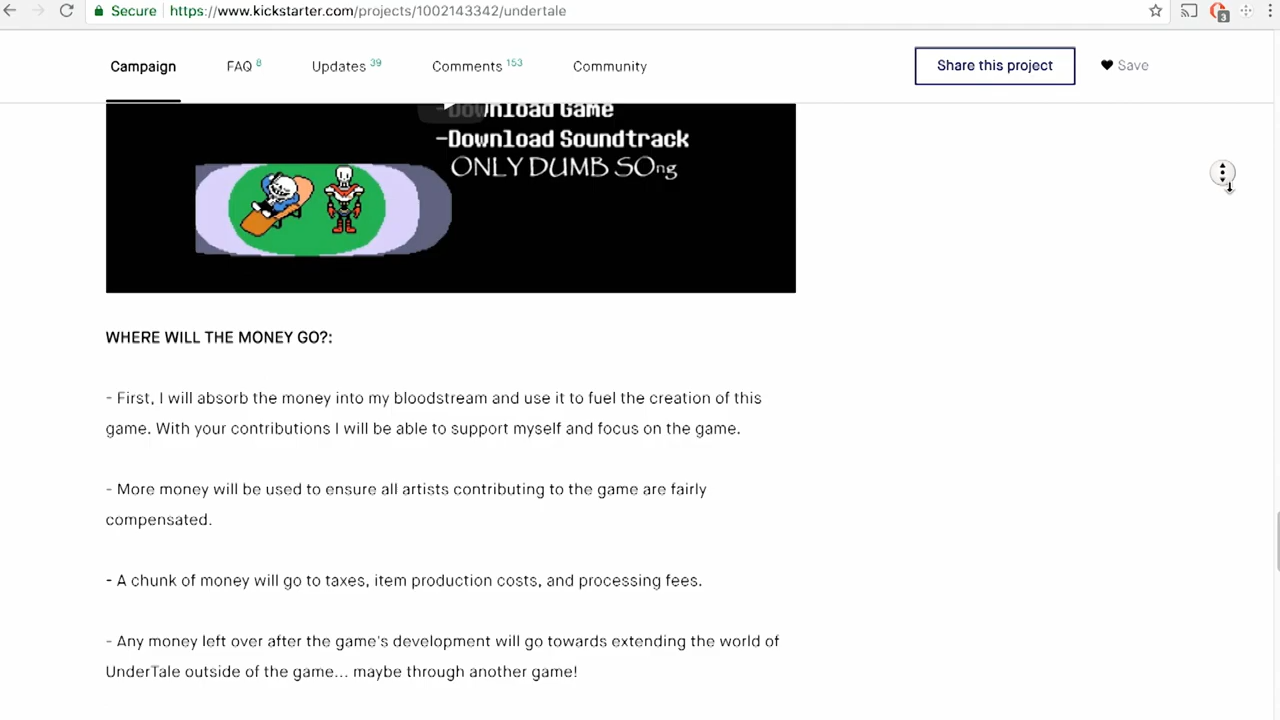 Secure https://www.kickstarter.com/projects/1002143342/undertale
3
Campaign FAQ 8 Updates 39 Comments 153 Community Share this project Save
-Download Game
-Download Soundtrack
ONLY DUMB SOng
WHERE WILL THE MONEY GO?:
- First, I will absorb the money into my bloodstream and use it to fuel the creation of this
game. With your contributions I will be able to support myself and focus on the game.
- More money will be used to ensure all artists contributing to the game are fairly
compensated.
- A chunk of money will go to taxes, item production costs, and processing fees.
- Any money left over after the game's development will go towards extending the world of
UnderTale outside of the game... maybe through another game!